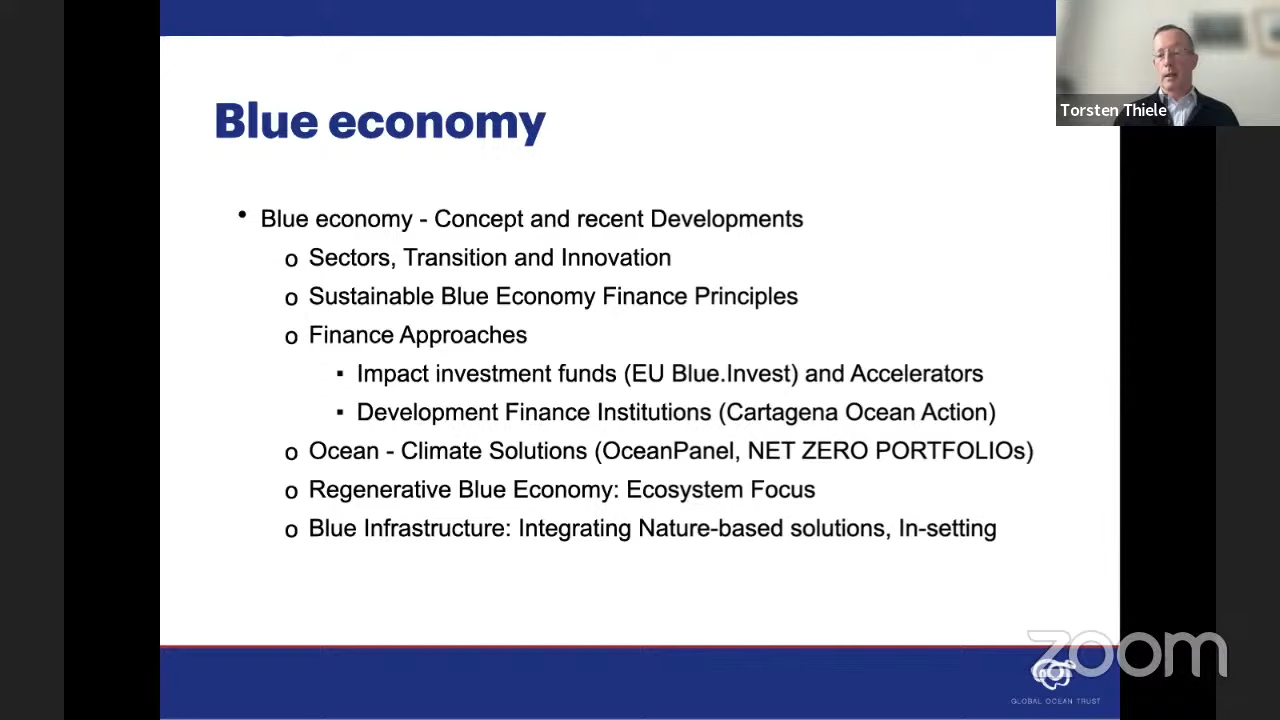 Torsten Thiele
Blue economy
• Blue economy - Concept and recent Developments
o Sectors, Transition and Innovation
o Sustainable Blue Economy Finance Principles
o Finance Approaches
▪ Impact investment funds (EU Blue.Invest) and Accelerators
▪ Development Finance Institutions (Cartagena Ocean Action)
o Ocean - Climate Solutions (OceanPanel, NET ZERO PORTFOLIOs)
o Regenerative Blue Economy: Ecosystem Focus
o Blue Infrastructure: Integrating Nature-based solutions, In-setting
zoom
GLOBAL OCEAN TRUST